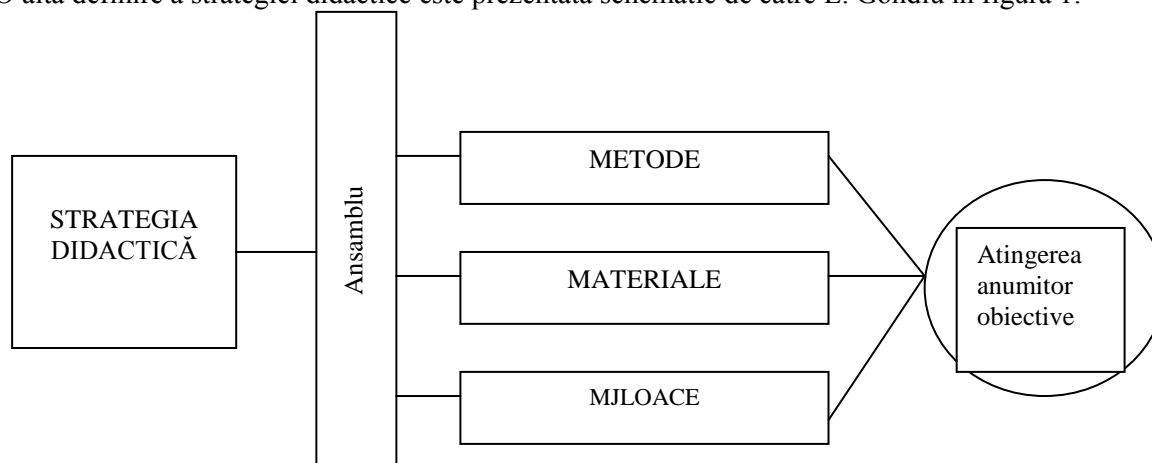 O altă definire a strategiei didactice este prezentată schematic de către E. Gondiu în figura 1.
STRATEGIA
DIDACTICĂ
Ansamblu
METODE
MATERIALE
MJLOACE
Atingerea
anumitor
obiective